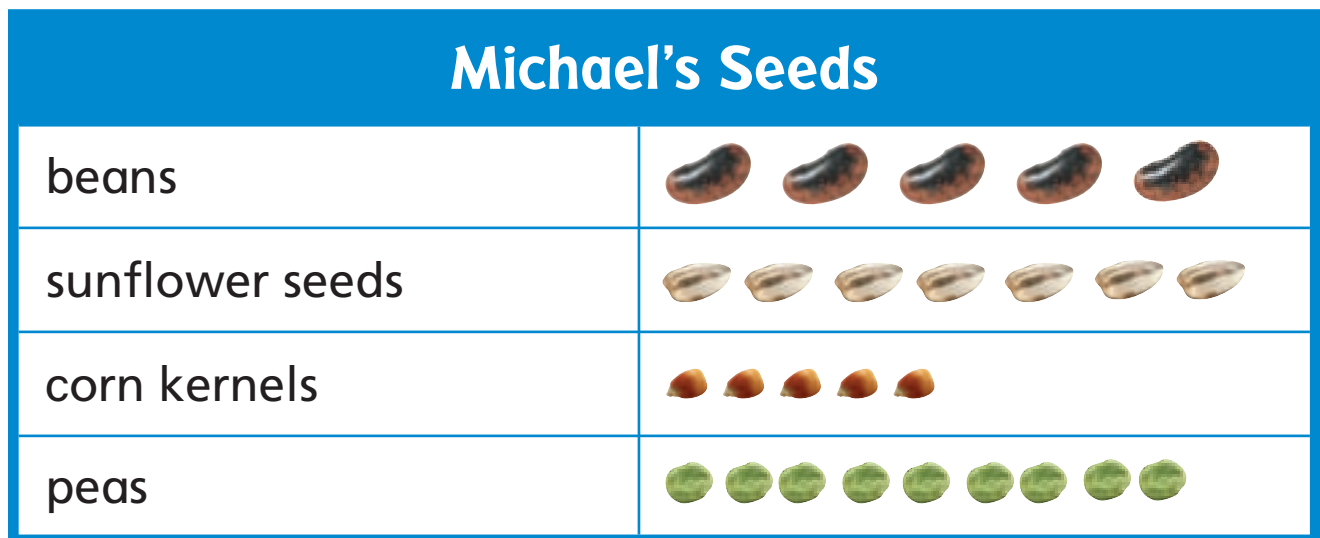 Michael’s Seeds
beans
sunflower seeds
corn kernels
peas